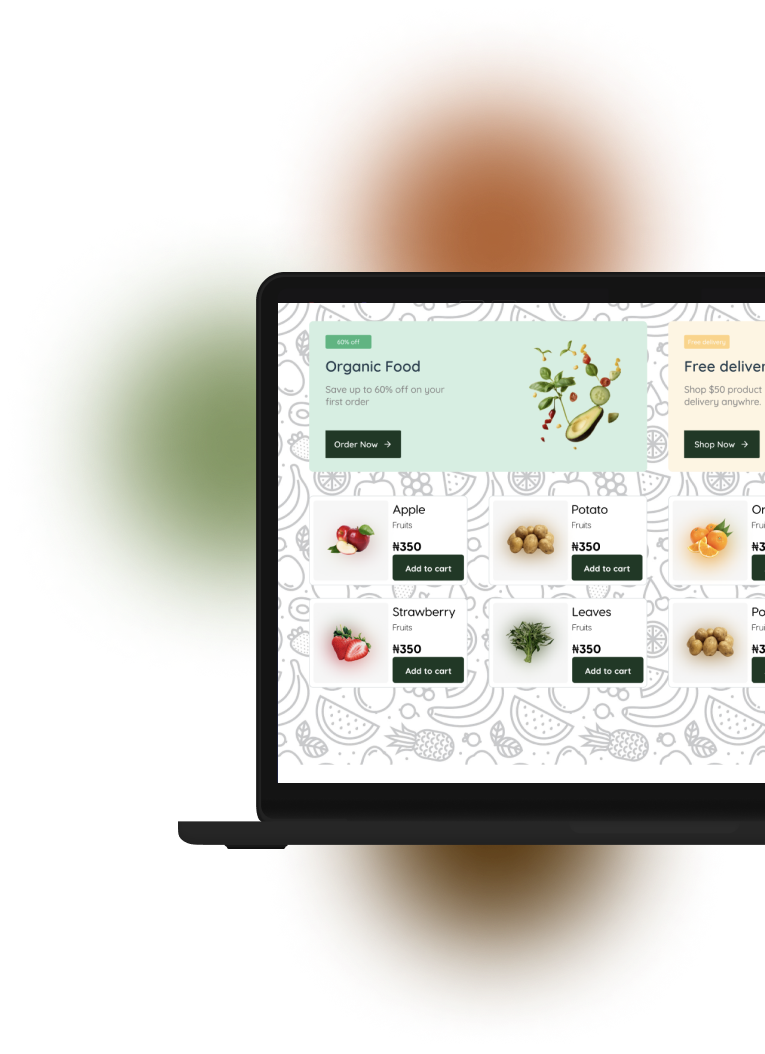 60% off
Organic Food
Save up to 60% off on your
first order
Order Now
Free delivery
Free deliver
Shop $50 product
delivery anywhre.
Shop Now
Apple
Fruits
₦350
Add to cart
Potato
Fruits
₦350
Add to cart
Or
Frui
₦3
Strawberry
Fruits
₦350
Add to cart
Leaves
Fruits
₦350
Add to cart
Po
Frui
₦3